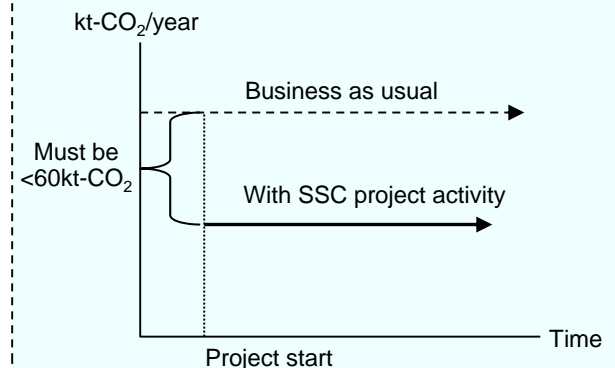 kt-CO₂/year
Business as usual
Must be
<60kt-CO₂
With SSC project activity
Time
Project start